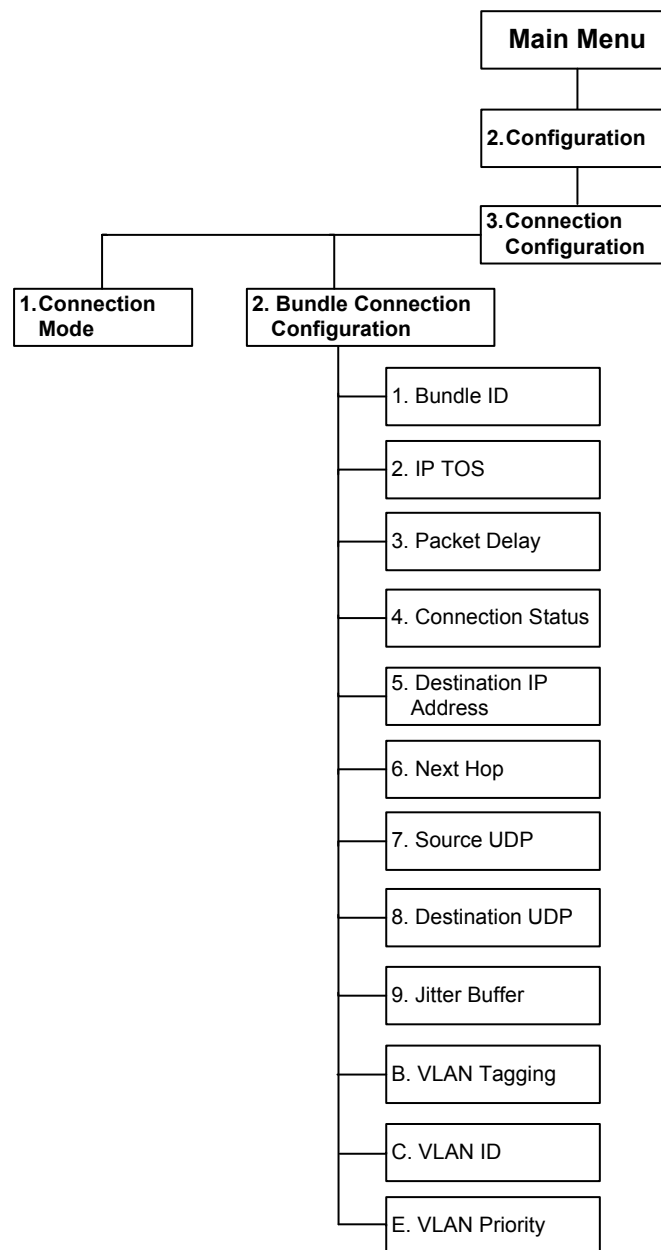 Main Menu
2.Configuration
3.Connection
Configuration
1.Connection
Mode
2. Bundle Connection
Configuration
1. Bundle ID
2. IP TOS
3. Packet Delay
4. Connection Status
5. Destination IP
Address
6. Next Hop
7. Source UDP
8. Destination UDP
9. Jitter Buffer
B. VLAN Tagging
C. VLAN ID
E. VLAN Priority